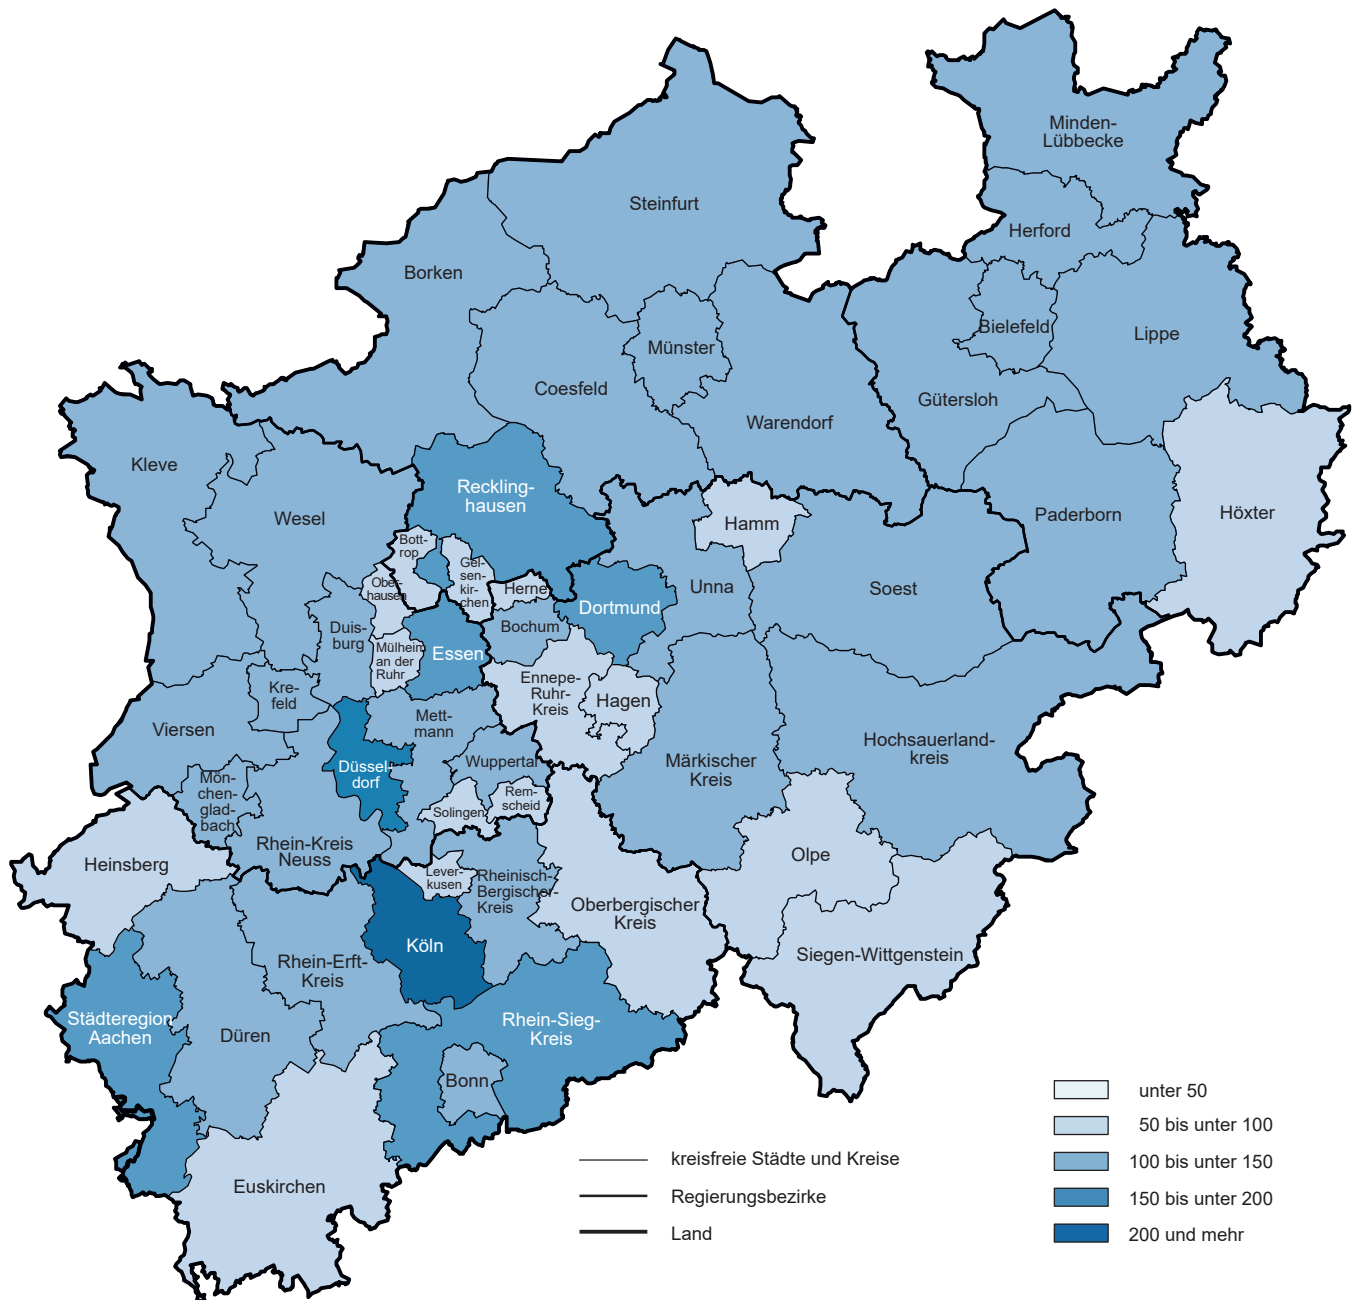 Minden-
Lübbecke
Steinfurt
Herford
Borken
Bielefeld
Lippe
Münster
Coesfeld
Gütersloh
Warendorf
Kleve
Reckling-
hausen
Wesel
Hamm
Paderborn
Höxter
Bott-
rop
Gel-
sen-
kir-
chen
Ober-
hausen
Herne
Unna
Soest
Dortmund
Bochum
Duis-
burg
Mülheim
an der
Ruhr
Essen
Ennepe-
Ruhr-
Kreis
Hagen
Kre-
feld
Viersen
Mett-
mann
Hochsauerland-
kreis
Märkischer
Kreis
Wuppertal
Düssel-
dorf
Mön-
chen-
glad-
bach
Rem-
scheid
Solingen
Rhein-Kreis
Neuss
Olpe
Heinsberg
Lever-
kusen
Rheinisch-
Bergischer-
Kreis
Oberbergischer
Kreis
Köln
Siegen-Wittgenstein
Rhein-Erft-
Kreis
Städteregion
Aachen
Düren
Rhein-Sieg-
Kreis
Bonn
Euskirchen
kreisfreie Städte und Kreise
Regierungsbezirke
Land
unter 50
50 bis unter 100
100 bis unter 150
150 bis unter 200
200 und mehr